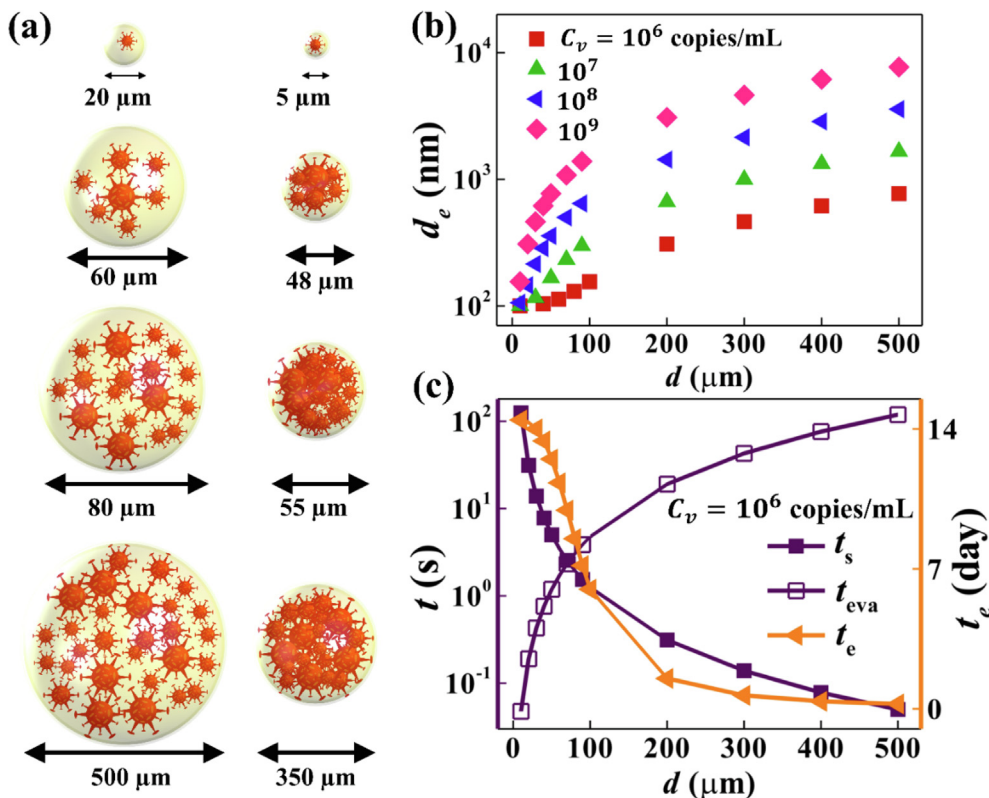 (a)
20 μm
5 μm
60 μm
48 μm
80 μm
55 μm
500 μm
350 μm
(b)
C_v = 10^6 copies/mL
10^7
10^8
10^9
10^4
10^3
10^2
d_e (nm)
0 100 200 300 400 500
d (μm)
(c)
10^2
10^1
10^0
10^-1
t (s)
C_v = 10^6 copies/mL
t_s
t_eva
t_e
14
7
0
t_e (day)
0 100 200 300 400 500
d (μm)